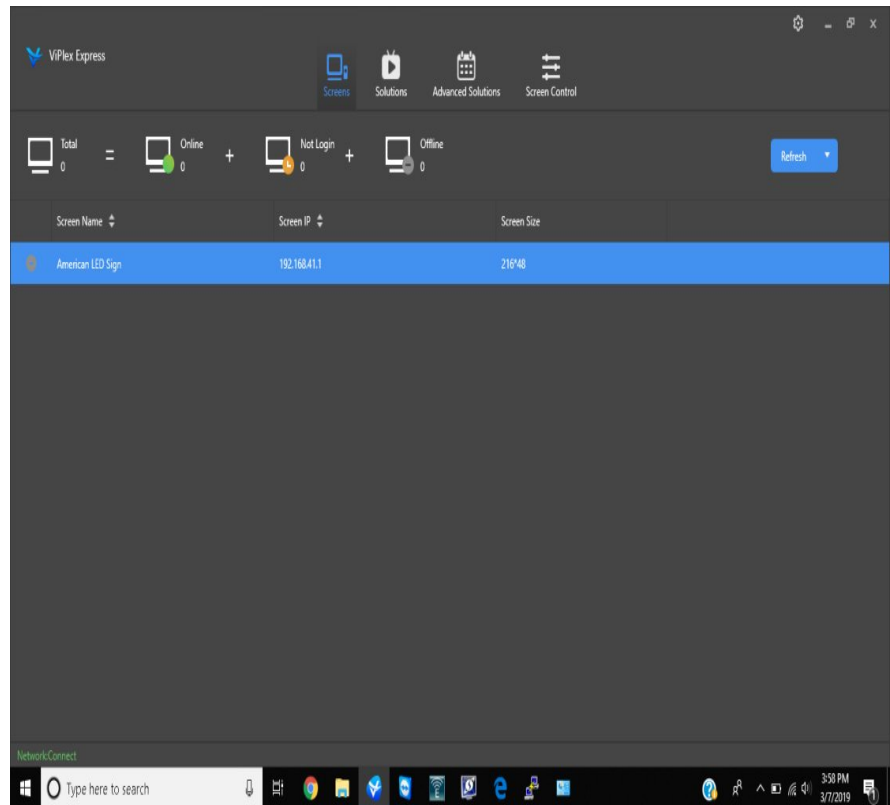 ViPlex Express
Screens
Solutions
Advanced Solutions
Screen Control
Total
0
=
Online
0
+
Not Login
0
+
Offline
0
Refresh
Screen Name
Screen IP
Screen Size
American LED Sign
192.168.41.1
216*48
Network:Connect
Type here to search
3:58 PM
3/7/2019